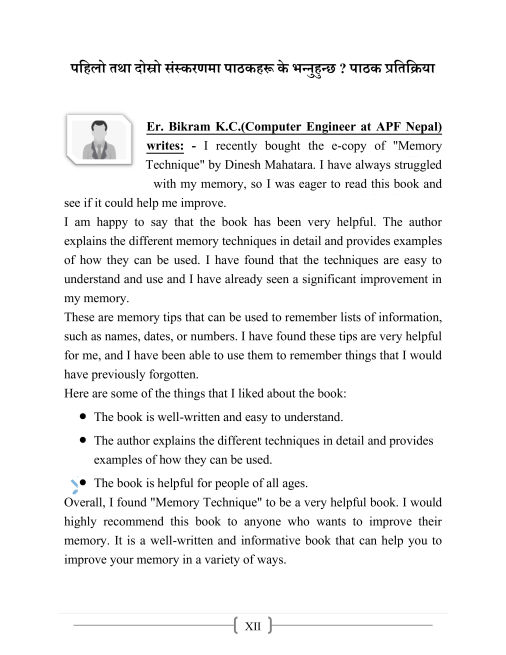 पहिलो तथा दोस्रो संस्करणमा पाठकहरू के भन्नुहुन्छ ? पाठक प्रतिक्रिया
Er. Bikram K.C.(Computer Engineer at APF Nepal)
writes: - I recently bought the e-copy of "Memory
Technique" by Dinesh Mahatara. I have always struggled
with my memory, so I was eager to read this book and
see if it could help me improve.
I am happy to say that the book has been very helpful. The author
explains the different memory techniques in detail and provides examples
of how they can be used. I have found that the techniques are easy to
understand and use and I have already seen a significant improvement in
my memory.
These are memory tips that can be used to remember lists of information,
such as names, dates, or numbers. I have found these tips are very helpful
for me, and I have been able to use them to remember things that I would
have previously forgotten.
Here are some of the things that I liked about the book:
● The book is well-written and easy to understand.
● The author explains the different techniques in detail and provides
examples of how they can be used.
● The book is helpful for people of all ages.
Overall, I found "Memory Technique" to be a very helpful book. I would
highly recommend this book to anyone who wants to improve their
memory. It is a well-written and informative book that can help you to
improve your memory in a variety of ways.
XII